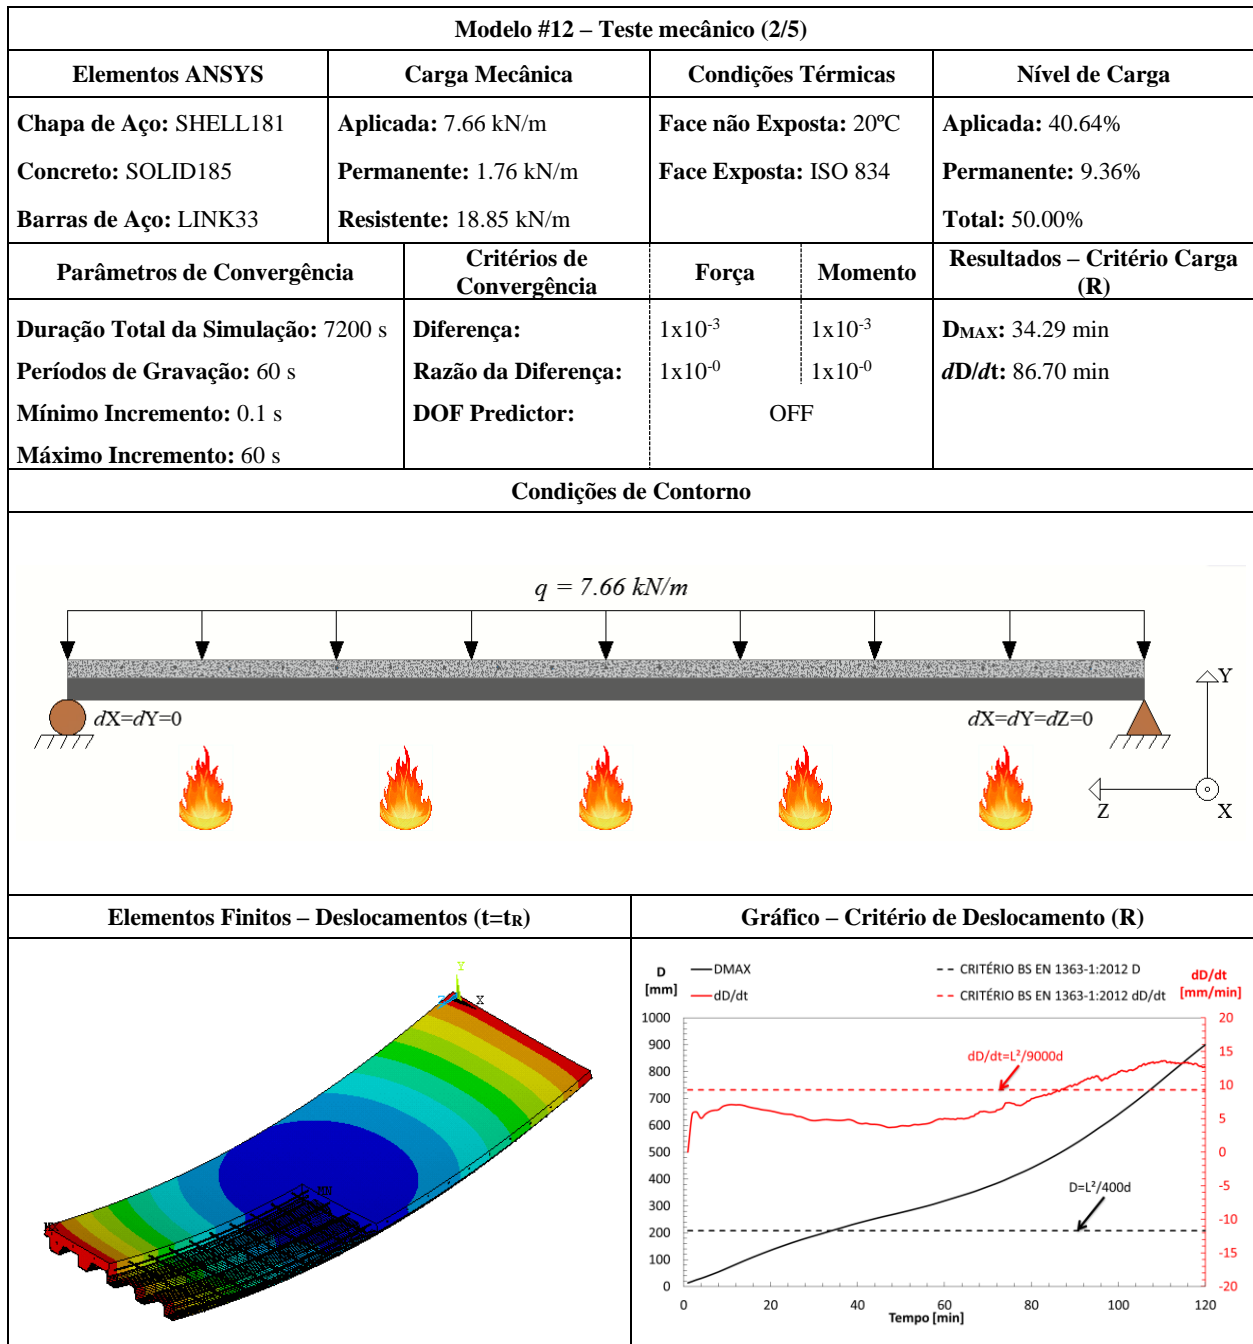 Modelo #12 – Teste mecânico (2/5)
Elementos ANSYS
Carga Mecânica
Condições Térmicas
Nível de Carga
Chapa de Aço: SHELL181
Concreto: SOLID185
Barras de Aço: LINK33
Aplicada: 7.66 kN/m
Permanente: 1.76 kN/m
Resistente: 18.85 kN/m
Face não Exposta: 20ºC
Face Exposta: ISO 834
Aplicada: 40.64%
Permanente: 9.36%
Total: 50.00%
Parâmetros de Convergência
Critérios de
Convergência
Força
Momento
Resultados – Critério Carga
(R)
Duração Total da Simulação: 7200 s
Períodos de Gravação: 60 s
Mínimo Incremento: 0.1 s
Máximo Incremento: 60 s
Diferença: 1x10⁻³ 1x10⁻³
Razão da Diferença: 1x10⁻⁰ 1x10⁻⁰
DOF Predictor: OFF
DMAX: 34.29 min
dD/dt: 86.70 min
Condições de Contorno
q = 7.66 kN/m
dX=dY=0
dX=dY=dZ=0
Y
Z
X
Elementos Finitos – Deslocamentos (t=tR)
Gráfico – Critério de Deslocamento (R)
Y
X
MN
D
[mm]
DMAX
dD/dt
CRITÉRIO BS EN 1363-1:2012 D
CRITÉRIO BS EN 1363-1:2012 dD/dt
dD/dt
[mm/min]
1000
900
800
700
600
500
400
300
200
100
0
20
15
10
5
0
-5
-10
-15
-20
dD/dt=L²/9000d
D=L²/400d
0 20 40 60 80 100 120
Tempo [min]